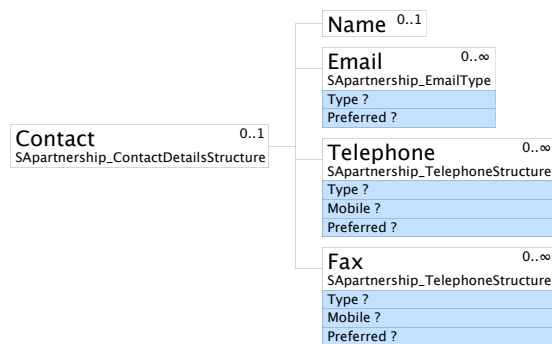 Name 0..1
Email 0..∞
SApartnership_EmailType
Type ?
Preferred ?
Contact 0..1
SApartnership_ContactDetailsStructure
Telephone 0..∞
SApartnership_TelephoneStructure
Type ?
Mobile ?
Preferred ?
Fax 0..∞
SApartnership_TelephoneStructure
Type ?
Mobile ?
Preferred ?